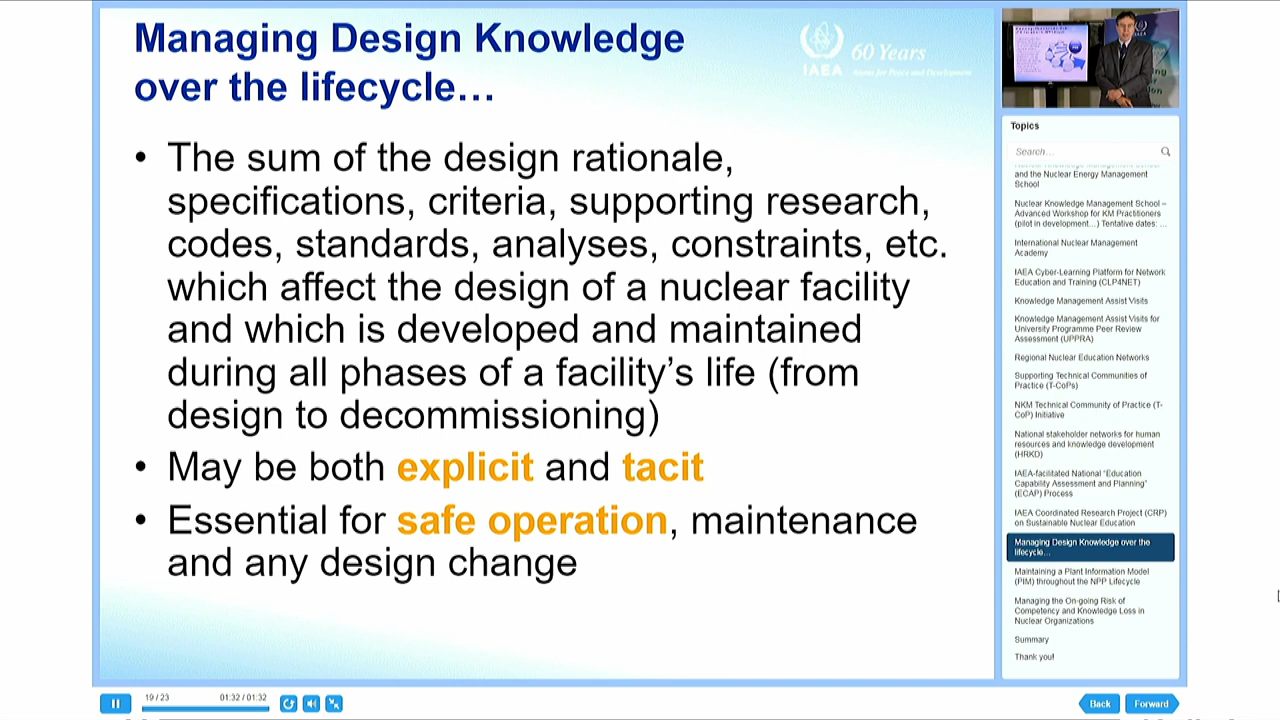 Managing Design Knowledge
over the lifecycle…
IAEA
60 Years
• The sum of the design rationale,
specifications, criteria, supporting research,
codes, standards, analyses, constraints, etc.
which affect the design of a nuclear facility
and which is developed and maintained
during all phases of a facility’s life (from
design to decommissioning)
• May be both explicit and tacit
• Essential for safe operation, maintenance
and any design change
Topics
Search...
and the Nuclear Energy Management
School
Nuclear Knowledge Management School –
Advanced Workshop for KM Practitioners
(pilot in development…) Tentative dates: ...
International Nuclear Management
Academy
IAEA Cyber-Learning Platform for Network
Education and Training (CLP4NET)
Knowledge Management Assist Visits
Knowledge Management Assist Visits for
University Programme Peer Review
Assessment (UPPRA)
Regional Nuclear Education Networks
Supporting Technical Communities of
Practice (T-CoPs)
NKM Technical Community of Practice (T-
CoP) Initiative
National stakeholder networks for human
resources and knowledge development
(HRKD)
IAEA-facilitated National “Education
Capability Assessment and Planning”
(ECAP) Process
IAEA Coordinated Research Project (CRP)
on Sustainable Nuclear Education
Managing Design Knowledge over the
lifecycle…
Maintaining a Plant Information Model
(PIM) throughout the NPP Lifecycle
Managing the On-going Risk of
Competency and Knowledge Loss in
Nuclear Organizations
Summary
Thank you!
19 / 23
01:32 / 01:32
Back
Forward